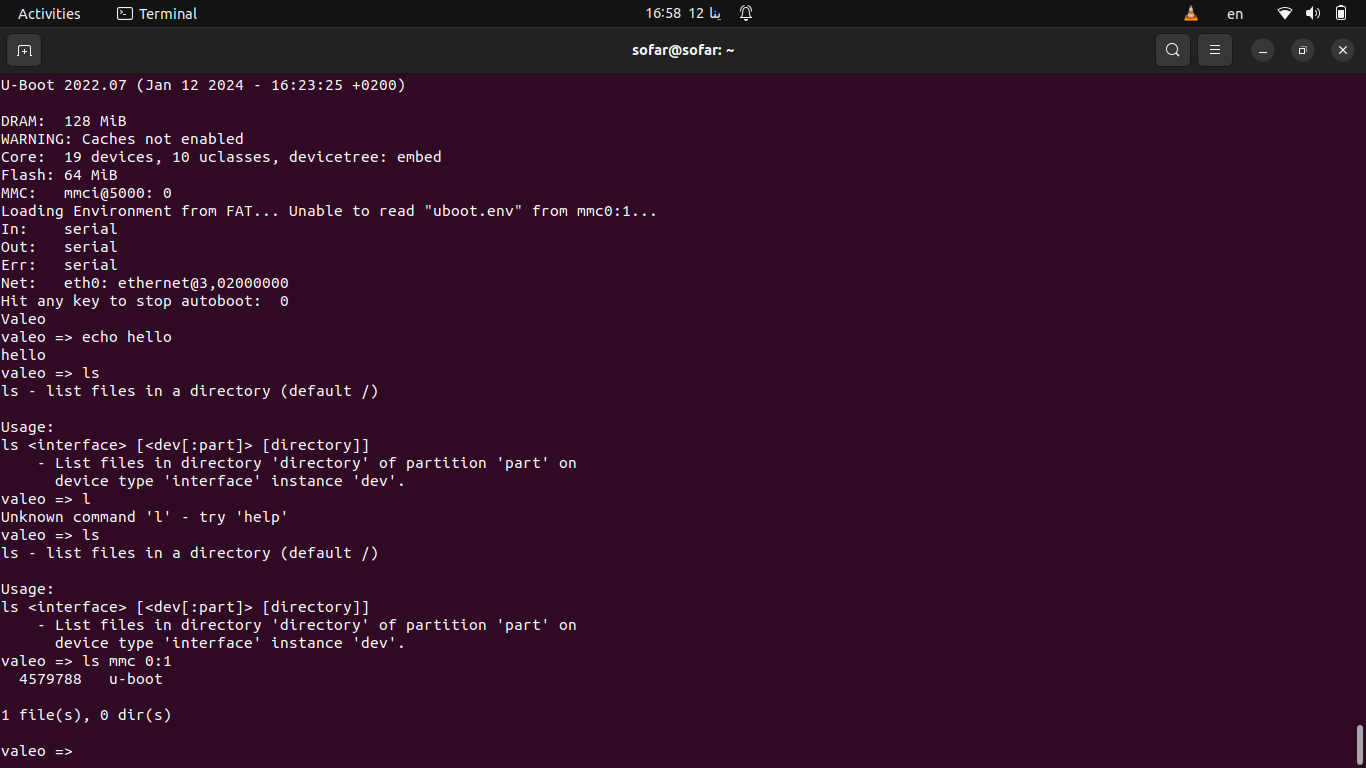 Activities Terminal 16:58 12 ينا en
sofar@sofar: ~
U-Boot 2022.07 (Jan 12 2024 - 16:23:25 +0200)
DRAM:  128 MiB
WARNING: Caches not enabled
Core:  19 devices, 10 uclasses, devicetree: embed
Flash: 64 MiB
MMC:   mmci@5000: 0
Loading Environment from FAT... Unable to read "uboot.env" from mmc0:1...
In:    serial
Out:   serial
Err:   serial
Net:   eth0: ethernet@3,02000000
Hit any key to stop autoboot:  0
Valeo
valeo => echo hello
hello
valeo => ls
ls - list files in a directory (default /)
Usage:
ls <interface> [<dev[:part]> [directory]]
    - List files in directory 'directory' of partition 'part' on
      device type 'interface' instance 'dev'.
valeo => l
Unknown command 'l' - try 'help'
valeo => ls
ls - list files in a directory (default /)
Usage:
ls <interface> [<dev[:part]> [directory]]
    - List files in directory 'directory' of partition 'part' on
      device type 'interface' instance 'dev'.
valeo => ls mmc 0:1
  4579788   u-boot
1 file(s), 0 dir(s)
valeo =>